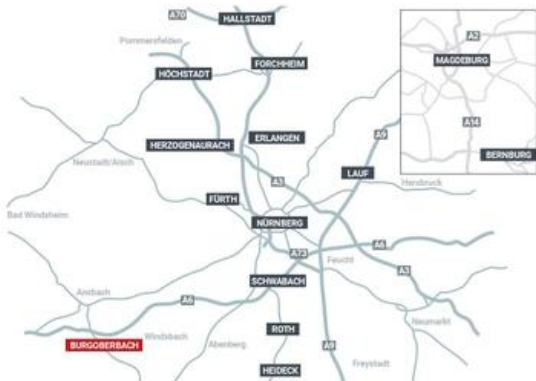 A70
HALLSTADT
Pommersfelden
A2
MAGDEBURG
FORCHHEIM
HÖCHSTADT
A14
BERNBURG
A9
ERLANGEN
HERZOGENAURACH
Neustadt/Aisch
LAUF
A3
Hersbruck
FÜRTH
Bad Windsheim
NÜRNBERG
A6
A73
Feucht
A3
SCHWABACH
Ansbach
A6
Neumarkt
ROTH
Windsbach
Abenberg
BURGOBERBACH
A9
Freystadt
HEIDECK